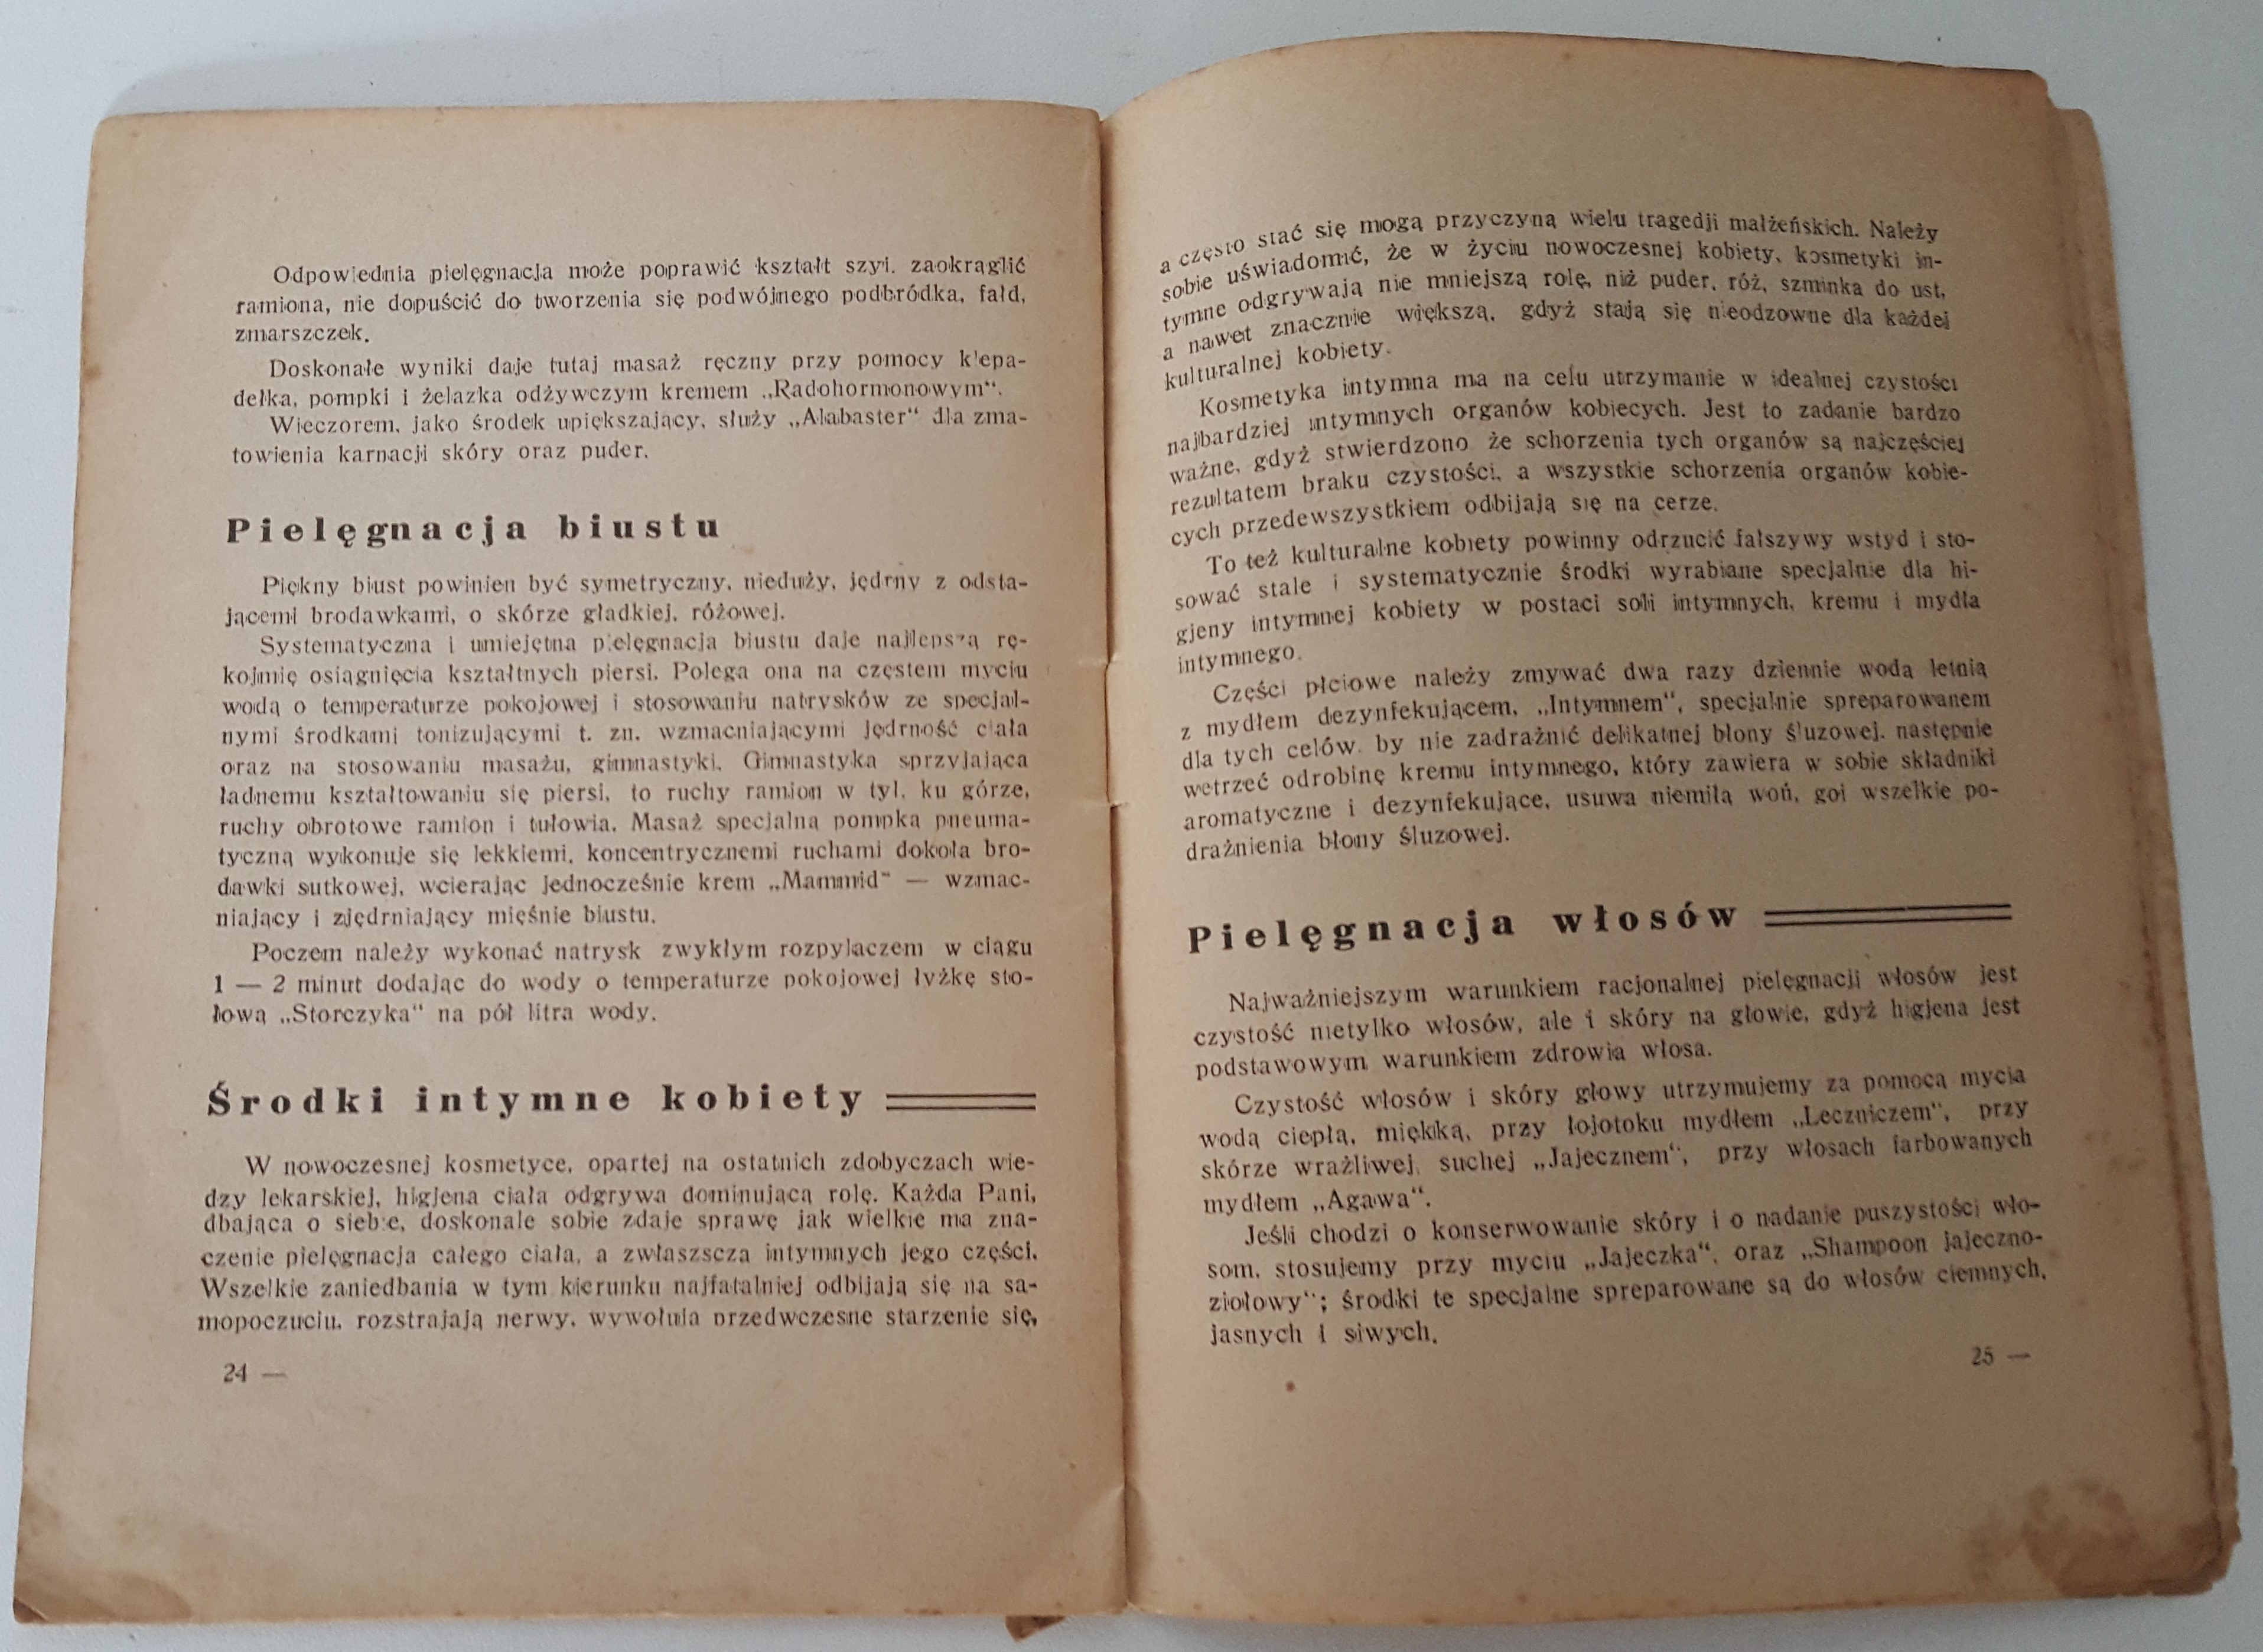 Odpowiednia pielęgnacja może poprawić kształt szyi. zaokrąglić
ramiona, nie dopuścić do tworzenia się podwójnego podbródka, fałd,
zmarszczek.
Doskonałe wyniki daje tutaj masaż ręczny przy pomocy klepa-
dełka, pompki i żelazka odżywczym kremem „Radohormonowym“.
Wieczorem, jako środek upiększający, służy „Alabaster“ dla zma-
towienia karnacji skóry oraz puder.
Pielęgnacja biustu
Piękny biust powinien być symetryczny, nieduży, jędrny z odsta-
jącemi brodawkami, o skórze gładkiej, różowej.
Systematyczna i umiejętna pielęgnacja biustu daje najlepszą rę-
kojmię osiągnięcia kształtnych piersi. Polega ona na częstem myciu
wodą o temperaturze pokojowej i stosowaniu natrysków ze specjal-
nymi środkami tonizującymi t. zn. wzmacniającymi jędrność ciała
oraz na stosowaniu masażu, gimnastyki. Gimnastyka sprzyjająca
ładnemu kształtowaniu się piersi, to ruchy ramion w tył, ku górze,
ruchy obrotowe ramion i tułowia. Masaż specjalną pompką pneuma-
tyczną wykonuje się lekkiemi, koncentrycznemi ruchami dokoła bro-
dawki sutkowej, wcierając jednocześnie krem „Mammid“ — wzmac-
niający i zjędrniający mięśnie biustu.
Poczem należy wykonać natrysk zwykłym rozpylaczem w ciągu
1 — 2 minut dodając do wody o temperaturze pokojowej łyżkę sto-
łową „Storczyka“ na pół litra wody.
Środki intymne kobiety
W nowoczesnej kosmetyce, opartej na ostatnich zdobyczach wie-
dzy lekarskiej, higjena ciała odgrywa dominującą rolę. Każda Pani,
dbająca o siebie, doskonale sobie zdaje sprawę jak wielkie ma zna-
czenie pielęgnacja całego ciała, a zwłaszscza intymnych jego części.
Wszelkie zaniedbania w tym kierunku najfatalniej odbijają się na sa-
mopoczuciu, rozstrajają nerwy, wywołują przedwczesne starzenie się,
24 —
a często stać się mogą przyczyną wielu tragedji małżeńskich. Należy
sobie uświadomić, że w życiu nowoczesnej kobiety, kosmetyki in-
tymne odgrywają nie mniejszą rolę, niż puder, róż, szminka do ust,
a nawet znacznie większą, gdyż stają się nieodzowne dla każdej
kulturalnej kobiety.
Kosmetyka intymna ma na celu utrzymanie w idealnej czystości
najbardziej intymnych organów kobiecych. Jest to zadanie bardzo
ważne, gdyż stwierdzono że schorzenia tych organów są najczęściej
rezultatem braku czystości, a wszystkie schorzenia organów kobie-
cych przedewszystkiem odbijają się na cerze.
To też kulturalne kobiety powinny odrzucić fałszywy wstyd i sto-
sować stale i systematycznie środki wyrabiane specjalnie dla hi-
gjeny intymnej kobiety w postaci soli intymnych, kremu i mydła
intymnego.
Części płciowe należy zmywać dwa razy dziennie wodą letnią
z mydłem dezynfekującem, „Intymnem“, specjalnie spreparowanem
dla tych celów. by nie zadrażnić delikatnej błony śluzowej. następnie
wetrzeć odrobinę kremu intymnego, który zawiera w sobie składniki
aromatyczne i dezynfekujące, usuwa niemiłą woń, goi wszelkie po-
drażnienia błony śluzowej.
Pielęgnacja włosów
Najważniejszym warunkiem racjonalnej pielęgnacji włosów jest
czystość nietylko włosów, ale i skóry na głowie, gdyż higjena jest
podstawowym warunkiem zdrowia włosa.
Czystość włosów i skóry głowy utrzymujemy za pomocą mycia
wodą ciepłą, miękką, przy łojotoku mydłem „Leczniczem“, przy
skórze wrażliwej, suchej „Jajecznem“, przy włosach farbowanych
mydłem „Agawa“.
Jeśli chodzi o konserwowanie skóry i o nadanie puszystości wło-
som, stosujemy przy myciu „Jajeczka“, oraz „Shampoon jajeczno-
ziołowy“; środki te specjalne spreparowane są do włosów ciemnych,
jasnych i siwych.
25 —